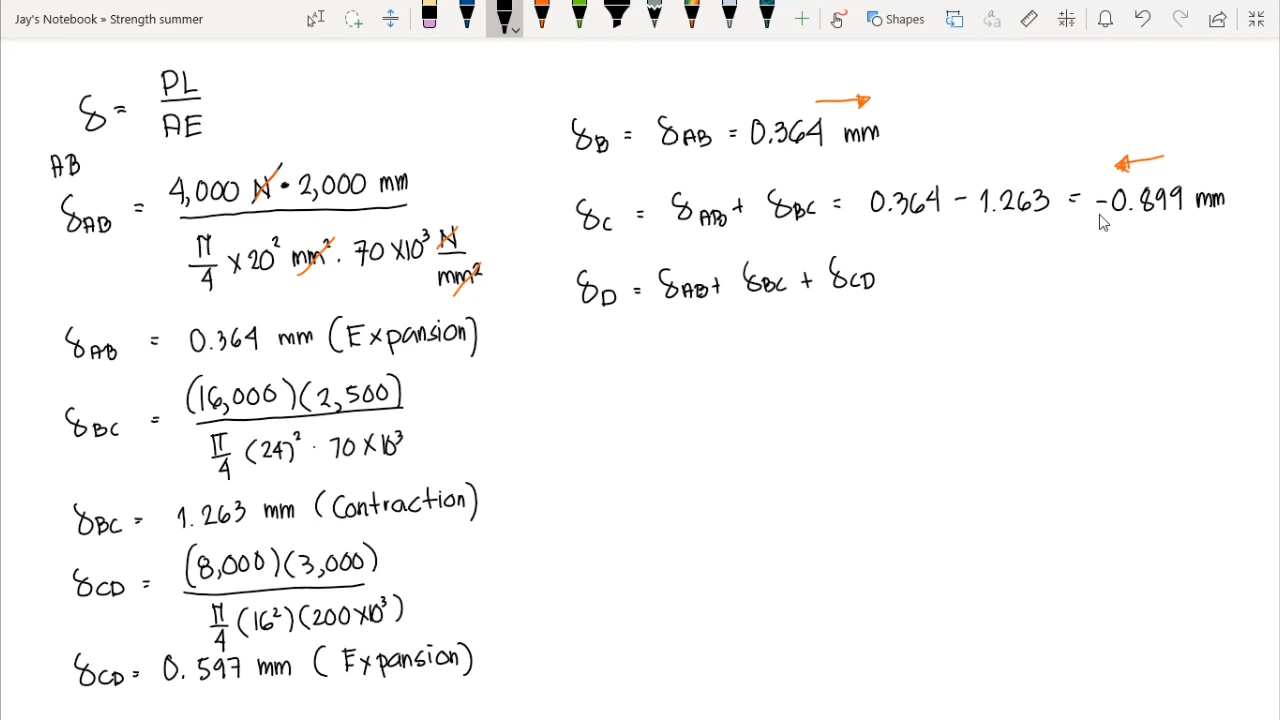 Jay's Notebook » Strength summer
Shapes
δ = PL / AE
AB
δAB = 4,000 N • 2,000 mm / π/4 × 20² mm² · 70 ×10³ N/mm²
δAB = 0.364 mm (Expansion)
δBC = (16,000)(2,500) / π/4 (24)² · 70 ×10³
δBC = 1.263 mm (Contraction)
δCD = (8,000)(3,000) / π/4 (16²)(200×10³)
δCD = 0.597 mm (Expansion)
δB = δAB = 0.364 mm
δC = δAB + δBC = 0.364 - 1.263 = -0.899 mm
δD = δAB + δBC + δCD